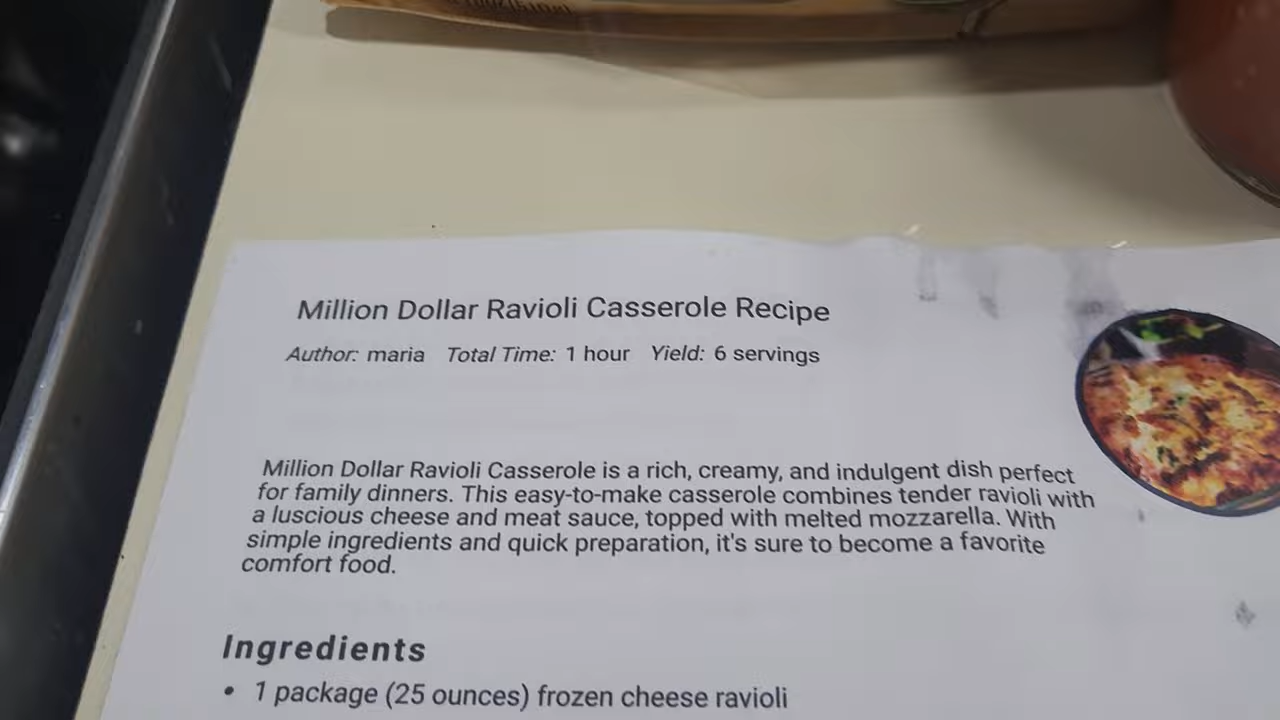 Million Dollar Ravioli Casserole Recipe
Author: maria Total Time: 1 hour Yield: 6 servings
Million Dollar Ravioli Casserole is a rich, creamy, and indulgent dish perfect
for family dinners. This easy-to-make casserole combines tender ravioli with
a luscious cheese and meat sauce, topped with melted mozzarella. With
simple ingredients and quick preparation, it's sure to become a favorite
comfort food.
Ingredients
• 1 package (25 ounces) frozen cheese ravioli